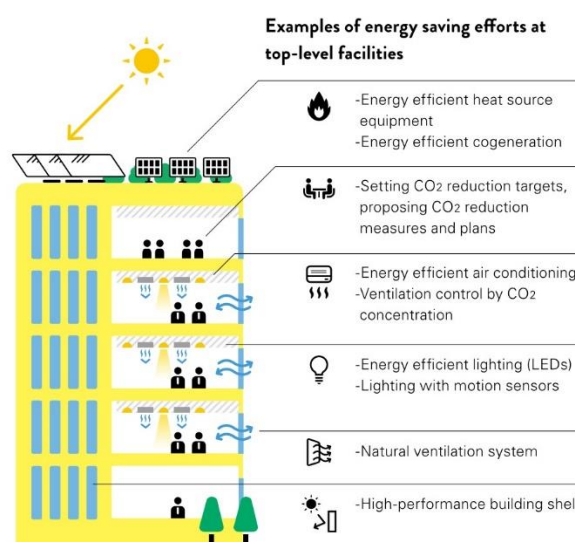 Examples of energy saving efforts at
top-level facilities
-Energy efficient heat source
equipment
-Energy efficient cogeneration
-Setting CO2 reduction targets,
proposing CO2 reduction
measures and plans
-Energy efficient air conditioning
-Ventilation control by CO2
concentration
-Energy efficient lighting (LEDs)
-Lighting with motion sensors
-Natural ventilation system
-High-performance building shel